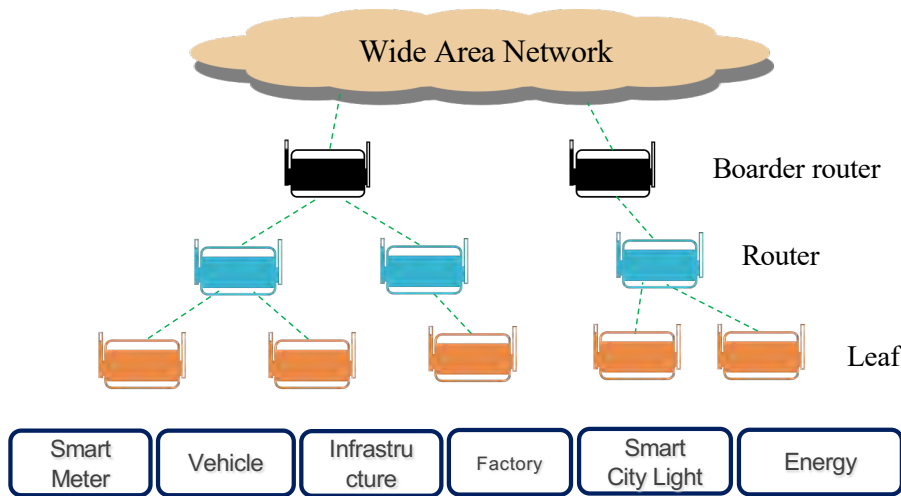 Wide Area Network
Boarder router
Router
Leaf
Smart
Meter
Vehicle
Infrastru
cture
Factory
Smart
City Light
Energy